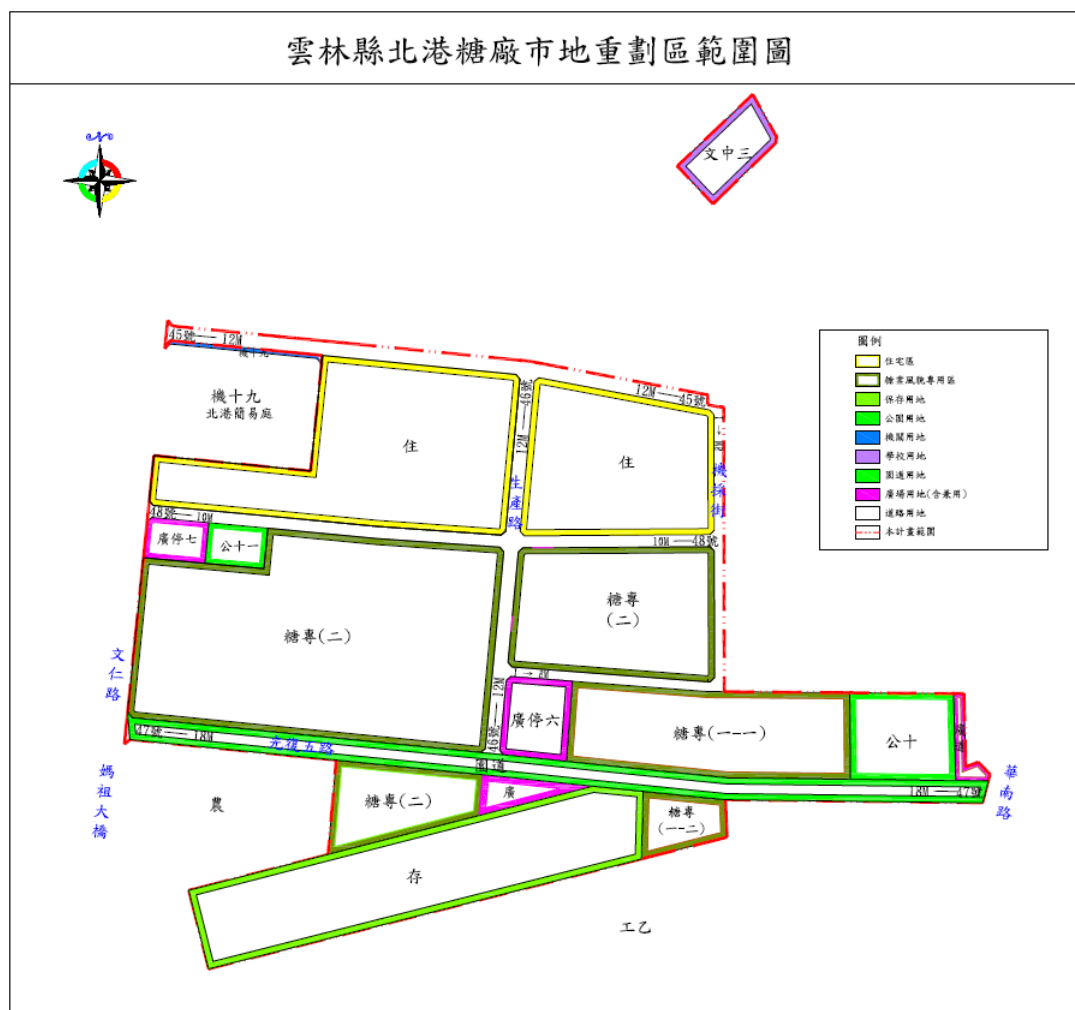 雲林縣北港糖廠市地重劃區範圍圖
N
文中三
45號
12M
機十九
機十九
北港簡易庭
住
12M
46號
生產路
12M
45號
8M
住
機採街
圖例
住宅區
糖業風貌專用區
保存用地
公園用地
機關用地
學校用地
園道用地
廣場用地(含兼用)
道路用地
本計畫範圍
48號
10M
廣停七
公十一
10M
48號
糖專(二)
糖專
(二)
文仁路
8M
46號
12M
廣停六
糖專(一-一)
公十
廣道
47號
18M
光復五路
園道
18M
47號
華南路
媽祖大橋
農
糖專(二)
廣
糖專
(一-二)
存
工乙